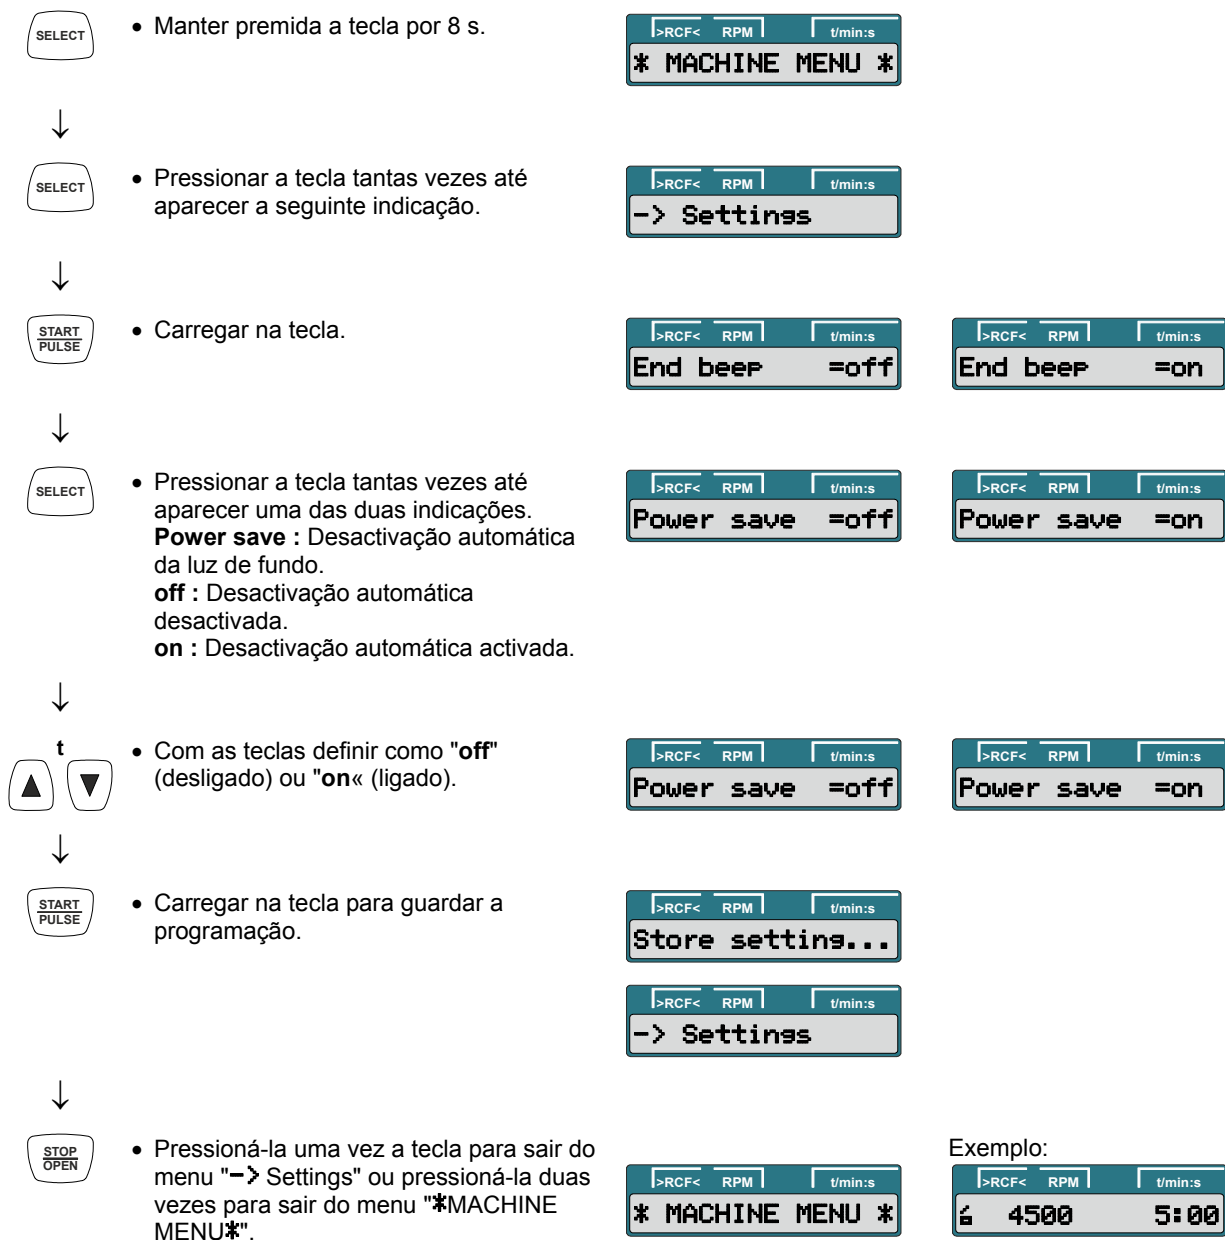 SELECT
• Manter premida a tecla por 8 s.
>RCF< RPM t/min:s
* MACHINE MENU *
↓
SELECT
• Pressionar a tecla tantas vezes até
aparecer a seguinte indicação.
>RCF< RPM t/min:s
-> Settings
↓
START
PULSE
• Carregar na tecla.
>RCF< RPM t/min:s
End beep =off
>RCF< RPM t/min:s
End beep =on
↓
SELECT
• Pressionar a tecla tantas vezes até
aparecer uma das duas indicações.
Power save : Desactivação automática
da luz de fundo.
off : Desactivação automática
desactivada.
on : Desactivação automática activada.
>RCF< RPM t/min:s
Power save =off
>RCF< RPM t/min:s
Power save =on
↓
t
▲ ▼
• Com as teclas definir como "off"
(desligado) ou "on« (ligado).
>RCF< RPM t/min:s
Power save =off
>RCF< RPM t/min:s
Power save =on
↓
START
PULSE
• Carregar na tecla para guardar a
programação.
>RCF< RPM t/min:s
Store setting...
>RCF< RPM t/min:s
-> Settings
↓
STOP
OPEN
• Pressioná-la uma vez a tecla para sair do
menu "-> Settings" ou pressioná-la duas
vezes para sair do menu "*MACHINE
MENU*".
>RCF< RPM t/min:s
* MACHINE MENU *
Exemplo:
>RCF< RPM t/min:s
4500 5:00